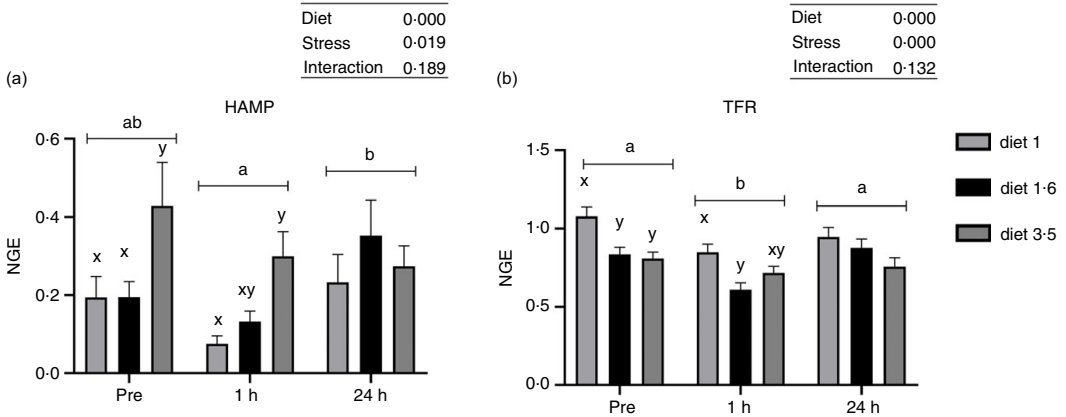 Diet 0·000
Stress 0·019
Interaction 0·189
(a)
HAMP
NGE
0·6
0·4
0·2
0·0
ab
a
b
x
x
y
x
xy
y
Pre
1 h
24 h
Diet 0·000
Stress 0·000
Interaction 0·132
(b)
TFR
NGE
1·5
1·0
0·5
0·0
a
b
a
x
y
y
x
y
xy
Pre
1 h
24 h
diet 1
diet 1·6
diet 3·5